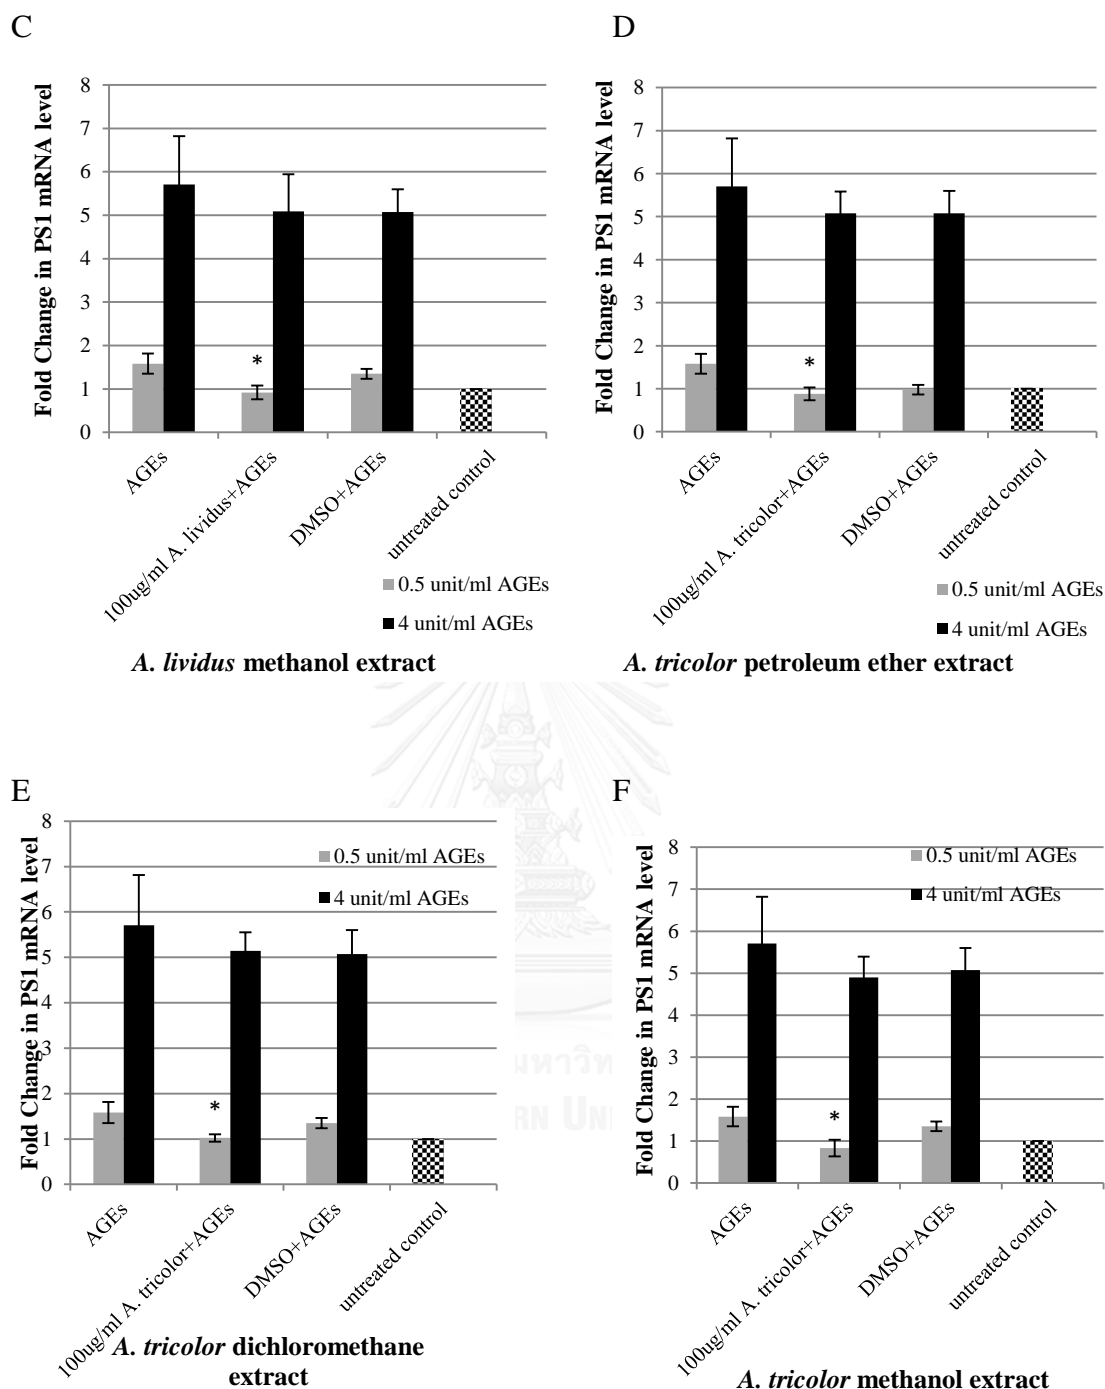 C
Fold Change in PS1 mRNA level
8
7
6
5
4
3
2
1
0
*
AGEs
100ug/ml A. lividus+AGEs
DMSO+AGEs
untreated control
0.5 unit/ml AGEs
4 unit/ml AGEs
A. lividus methanol extract
D
Fold Change in PS1 mRNA level
8
7
6
5
4
3
2
1
0
*
AGEs
100ug/ml A. tricolor+AGEs
DMSO+AGEs
untreated control
0.5 unit/ml AGEs
4 unit/ml AGEs
A. tricolor petroleum ether extract
E
Fold Change in PS1 mRNA level
8
7
6
5
4
3
2
1
0
0.5 unit/ml AGEs
4 unit/ml AGEs
*
AGEs
100ug/ml A. tricolor+AGEs
DMSO+AGEs
untreated control
A. tricolor dichloromethane
extract
F
Fold Change in PS1 mRNA level
8
7
6
5
4
3
2
1
0
0.5 unit/ml AGEs
4 unit/ml AGEs
*
AGEs
100ug/ml A. tricolor+AGEs
DMSO+AGEs
untreated control
A. tricolor methanol extract